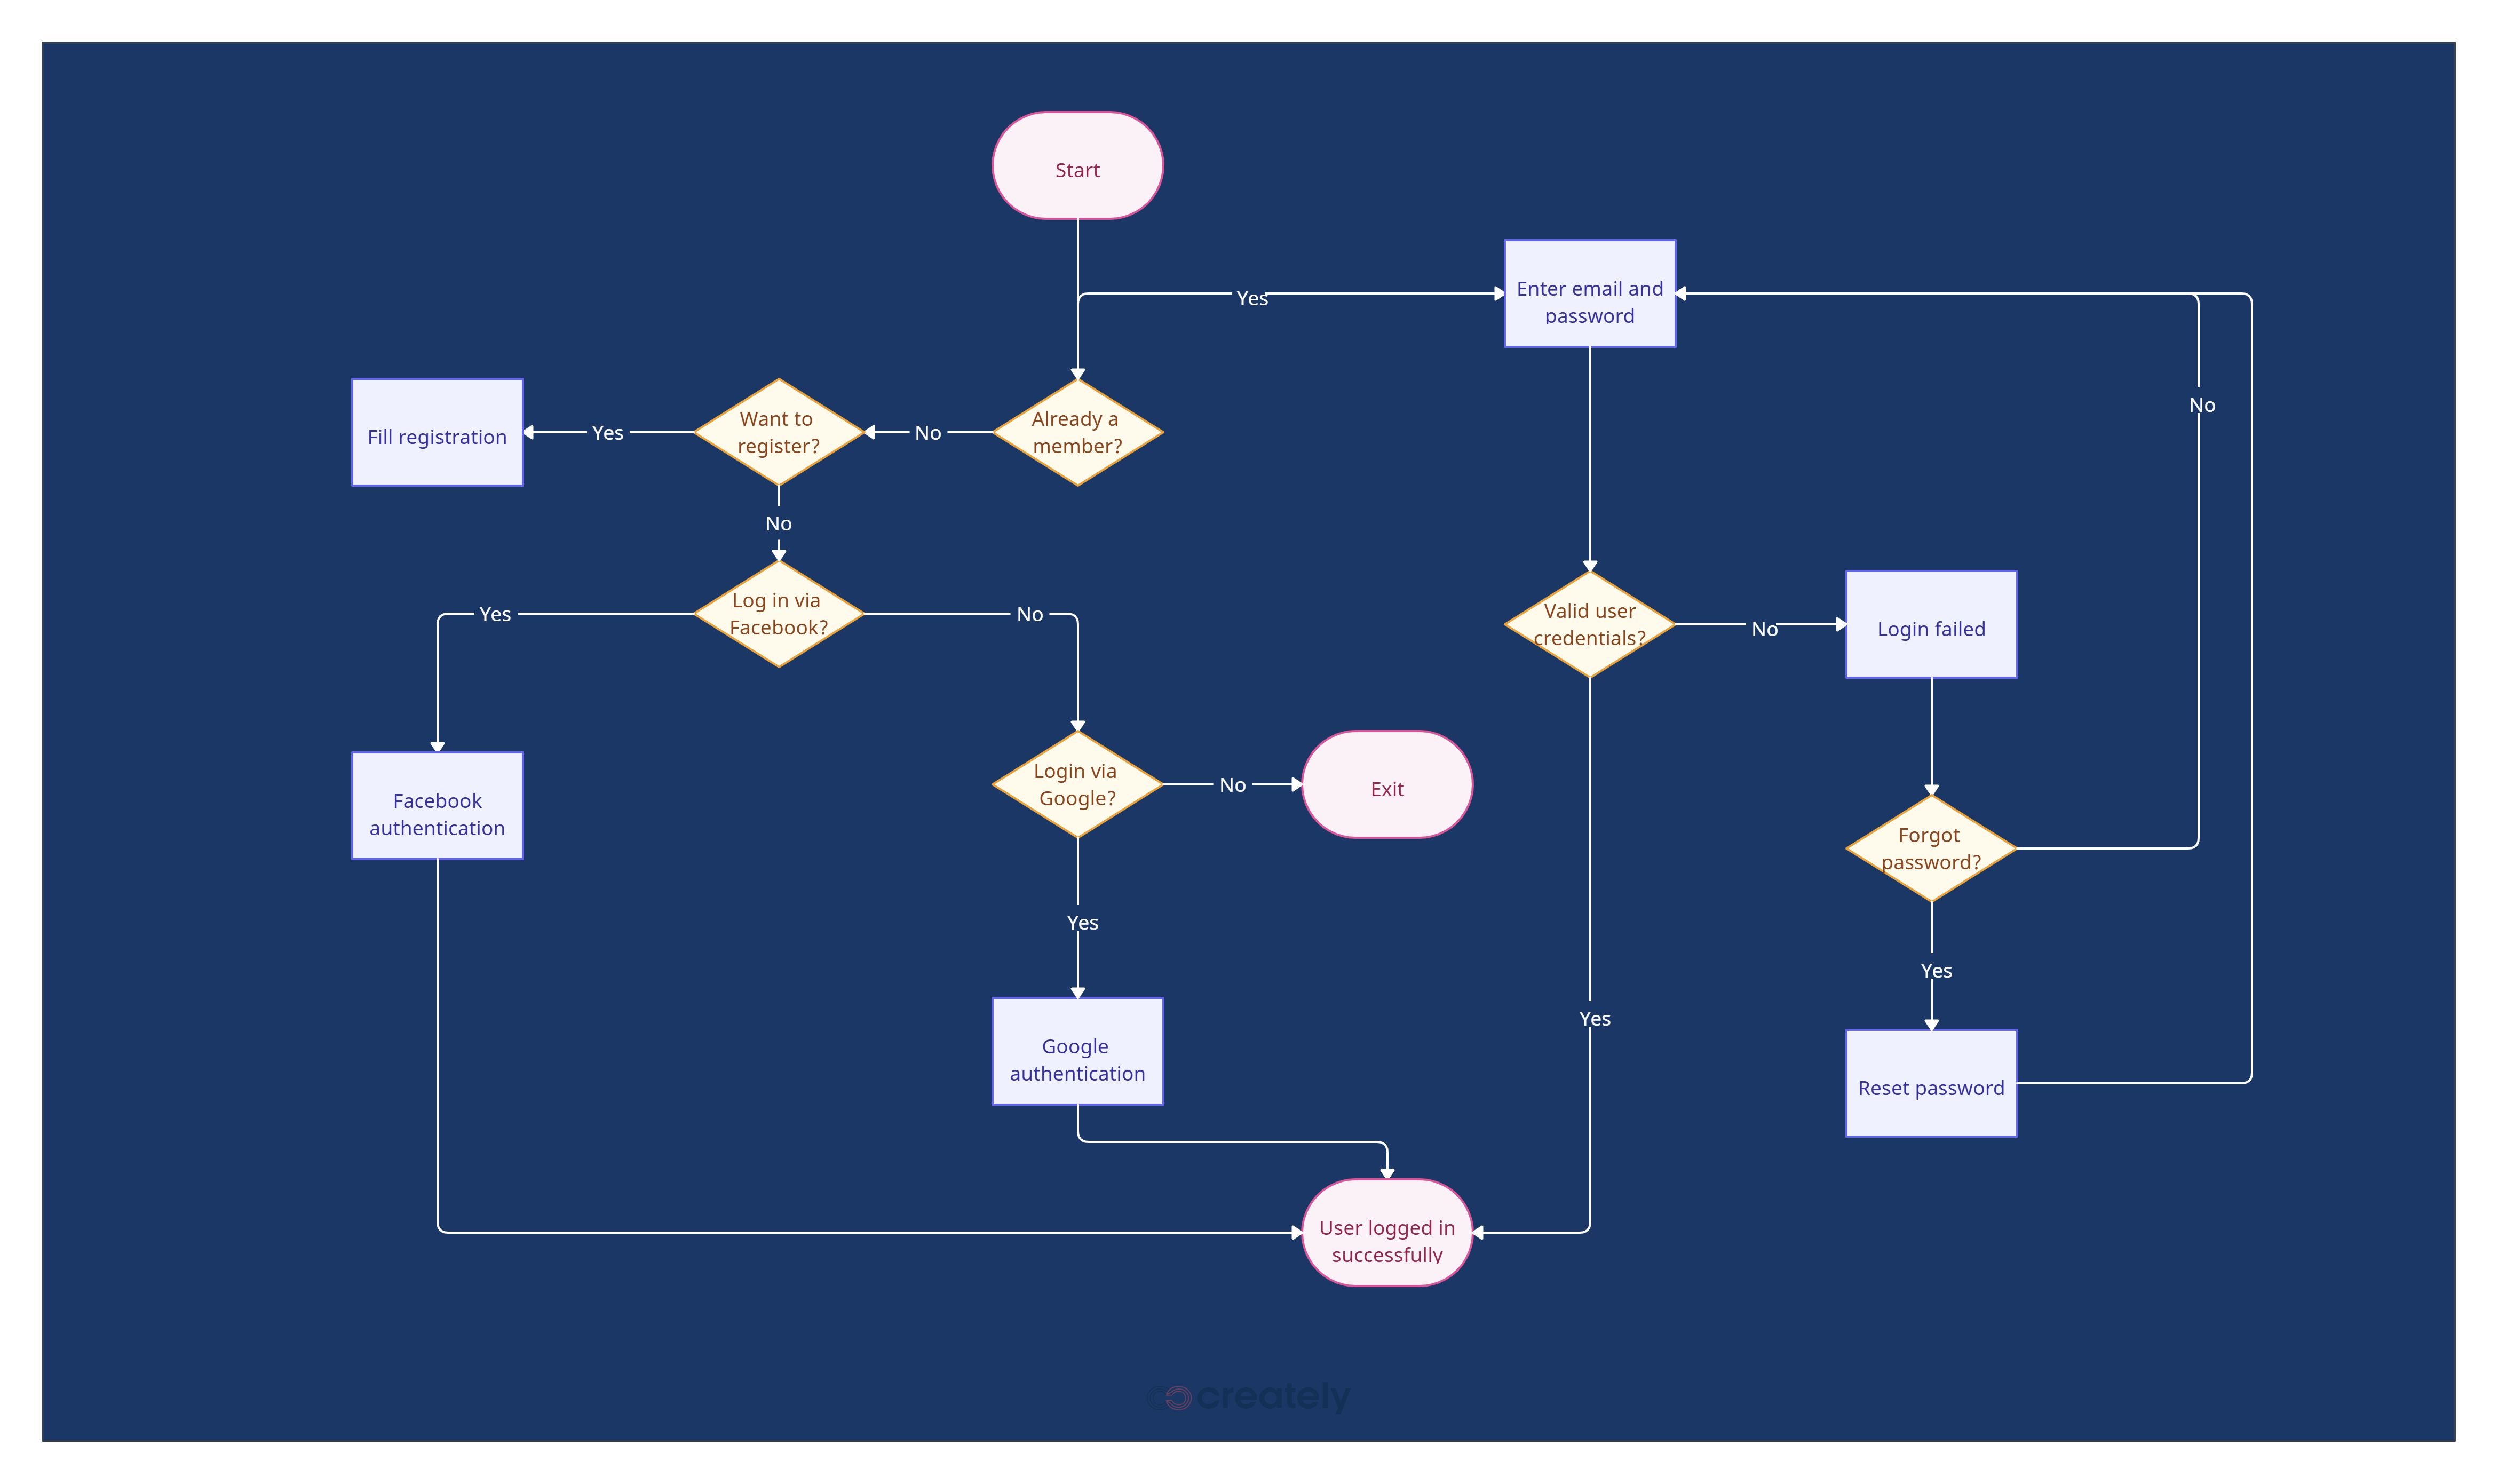 Start
Yes
Enter email and
password
Fill registration
Yes
Want to
register?
No
Already a
member?
No
No
Log in via
Facebook?
Yes
No
Valid user
credentials?
No
Login failed
Facebook
authentication
Login via
Google?
No
Exit
Forgot
password?
Yes
Yes
Yes
Google
authentication
Reset password
User logged in
successfully
creately